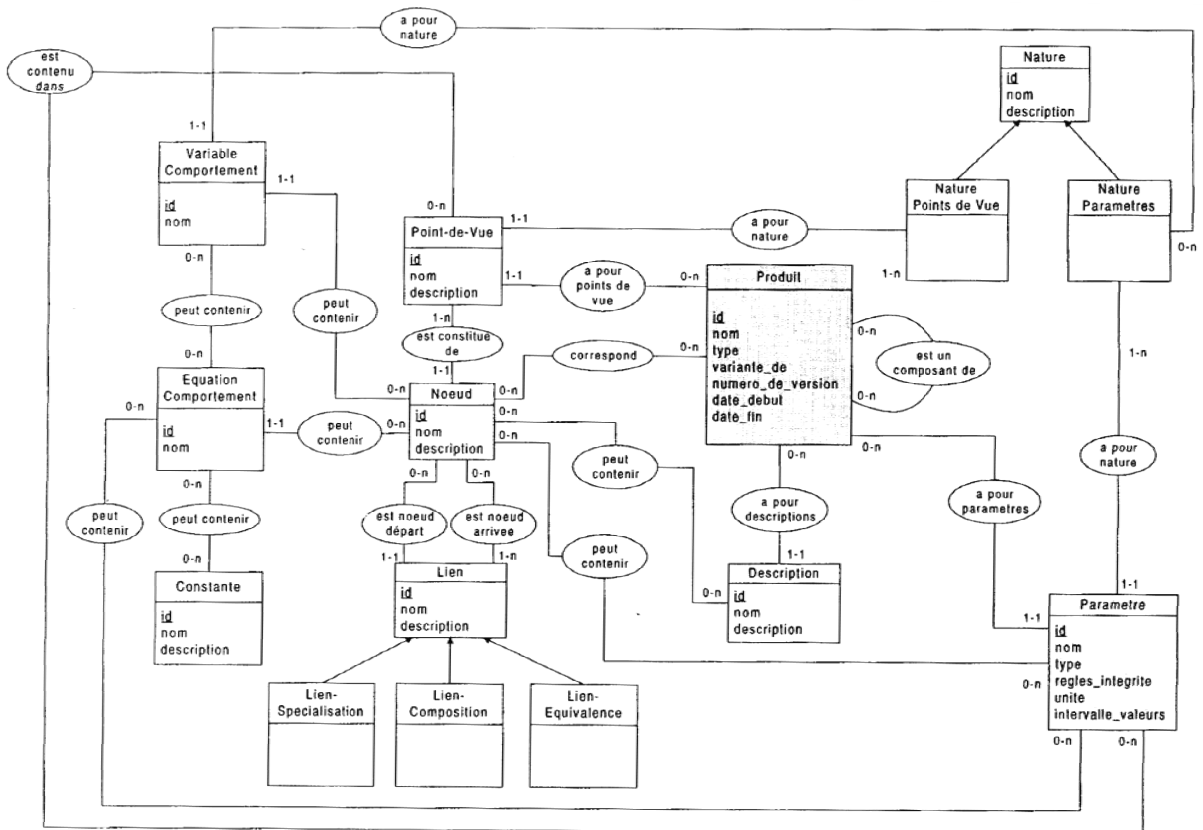 a pour
nature
est
contenu
dans
Nature
id
nom
description
1-1
Variable
Comportement
id
nom
1-1
0-n
0-n
Nature
Points de Vue
Nature
Parametres
0-n
1-1
Point-de-Vue
id
nom
description
a pour
nature
1-n
1-1
a pour
points de
vue
0-n
Produit
id
nom
type
variante_de
numero_de_version
date_debut
date_fin
0-n
est un
composant de
0-n
peut contenir
peut
contenir
1-n
est constitué
de
1-1
correspond
0-n
1-n
0-n
Equation
Comportement
id
nom
0-n
1-1
peut
contenir
0-n
0-n
Noeud
id
nom
description
0-n
0-n
0-n
0-n
0-n
peut
contenir
0-n
0-n
a pour
nature
0-n
peut
contenir
peut contenir
0-n
est noeud
départ
est noeud
arrivee
a pour
descriptions
a pour
parametres
peut
contenir
1-1
1-n
1-1
Constante
id
nom
description
Lien
id
nom
description
0-n
Description
id
nom
description
1-1
1-1
Parametre
id
nom
type
regles_integrite
unite
intervalle_valeurs
0-n
0-n
0-n
Lien-
Specialisation
Lien-
Composition
Lien-
Equivalence